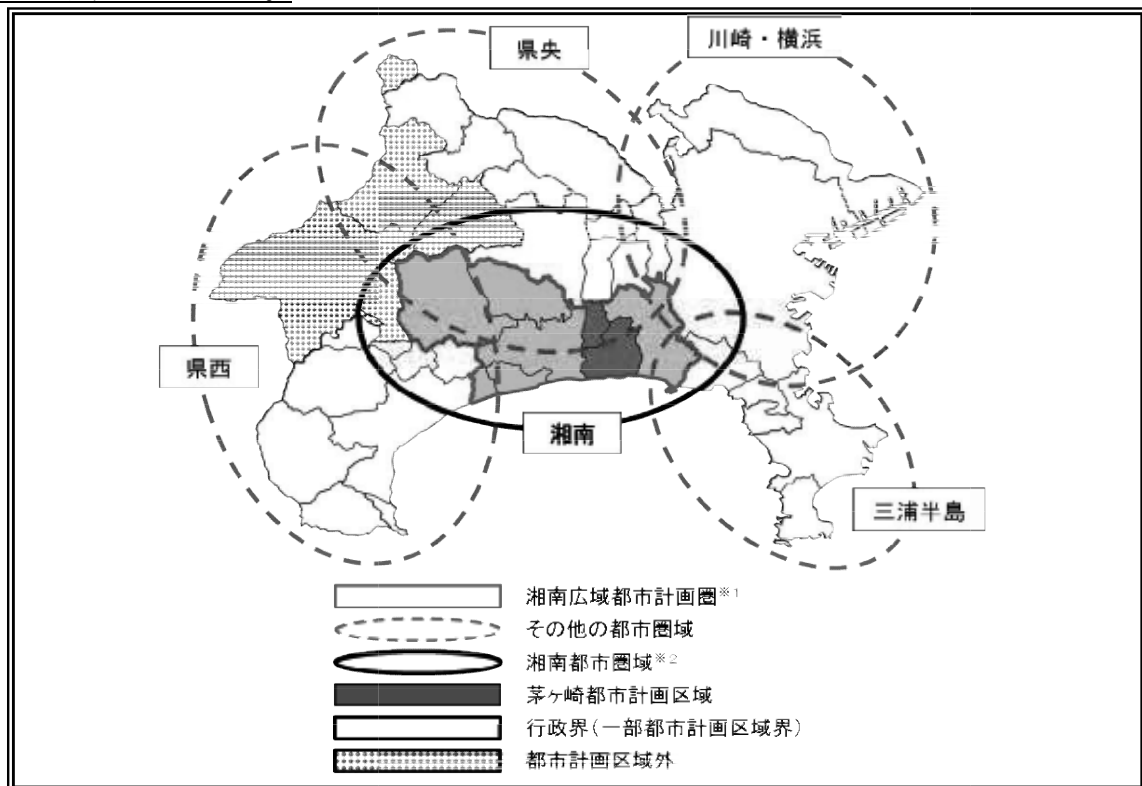 県央
川崎・横浜
県西
湘南
三浦半島
湘南広域都市計画圏※1
その他の都市圏域
湘南都市圏域※2
茅ヶ崎都市計画区域
行政界(一部都市計画区域界)
都市計画区域外